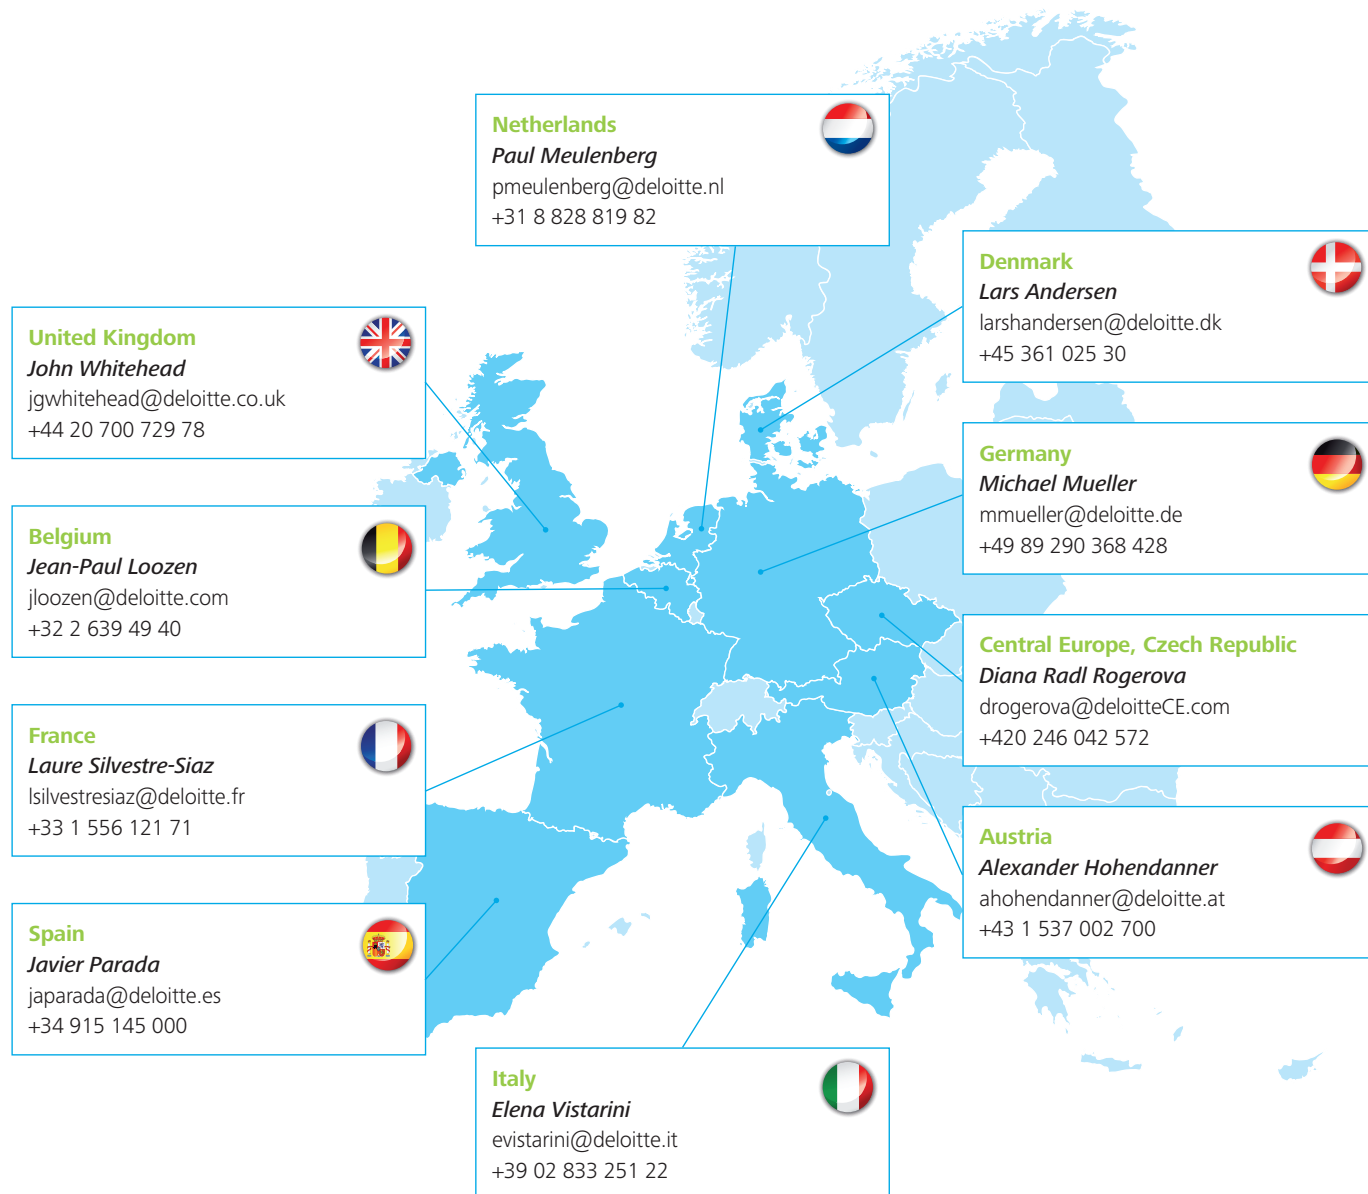 Netherlands
Paul Meulenberg
pmeulenberg@deloitte.nl
+31 8 828 819 82
Denmark
Lars Andersen
larshandersen@deloitte.dk
+45 361 025 30
United Kingdom
John Whitehead
jgwhitehead@deloitte.co.uk
+44 20 700 729 78
Germany
Michael Mueller
mmueller@deloitte.de
+49 89 290 368 428
Belgium
Jean-Paul Loozen
jloozen@deloitte.com
+32 2 639 49 40
Central Europe, Czech Republic
Diana Radl Rogerova
drogerova@deloitteCE.com
+420 246 042 572
France
Laure Silvestre-Siaz
lsilvestresiaz@deloitte.fr
+33 1 556 121 71
Austria
Alexander Hohendanner
ahohendanner@deloitte.at
+43 1 537 002 700
Spain
Javier Parada
japarada@deloitte.es
+34 915 145 000
Italy
Elena Vistarini
evistarini@deloitte.it
+39 02 833 251 22